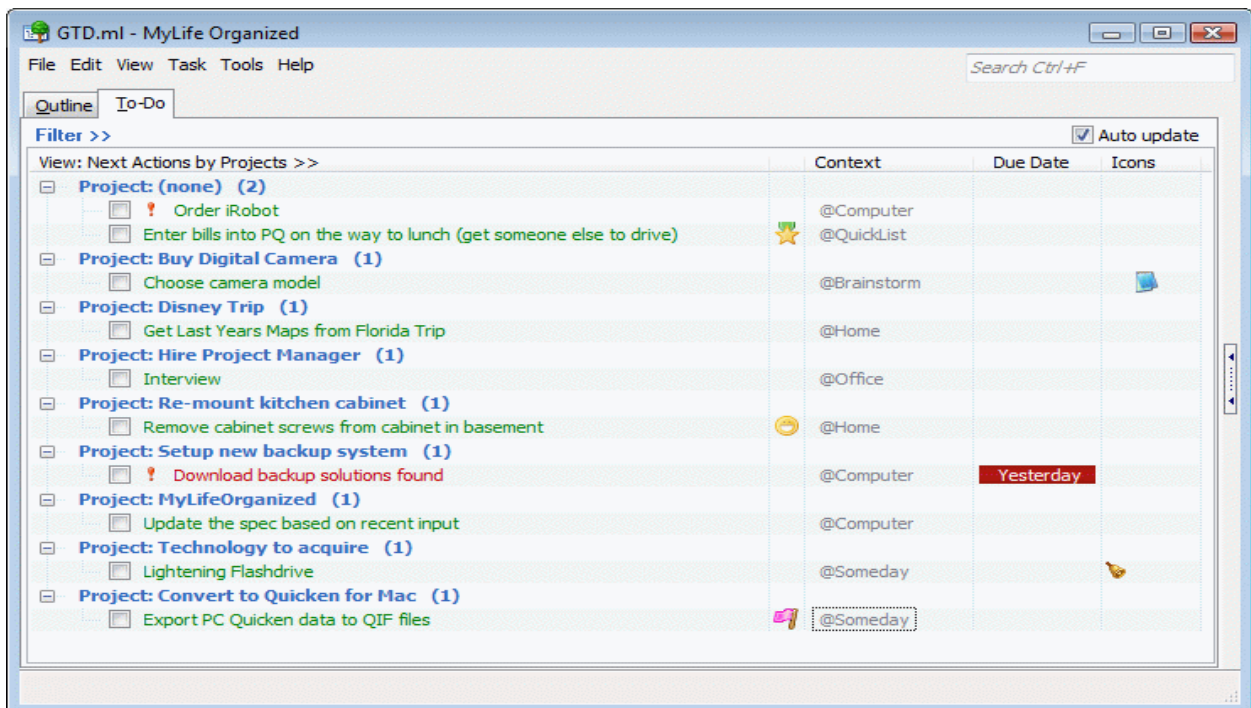 GTD.ml - MyLife Organized
File Edit View Task Tools Help Search Ctrl+F
Outline To-Do
Filter >> Auto update
View: Next Actions by Projects >> Context Due Date Icons
Project: (none) (2)
Order iRobot @Computer
Enter bills into PQ on the way to lunch (get someone else to drive) @QuickList
Project: Buy Digital Camera (1)
Choose camera model @Brainstorm
Project: Disney Trip (1)
Get Last Years Maps from Florida Trip @Home
Project: Hire Project Manager (1)
Interview @Office
Project: Re-mount kitchen cabinet (1)
Remove cabinet screws from cabinet in basement @Home
Project: Setup new backup system (1)
Download backup solutions found @Computer Yesterday
Project: MyLifeOrganized (1)
Update the spec based on recent input @Computer
Project: Technology to acquire (1)
Lightening Flashdrive @Someday
Project: Convert to Quicken for Mac (1)
Export PC Quicken data to QIF files @Someday